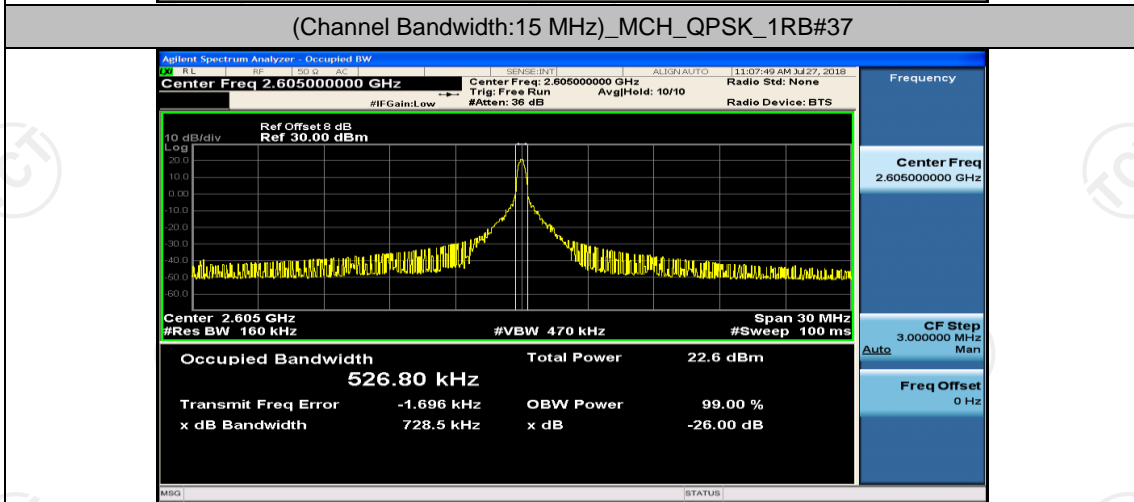 (Channel Bandwidth:15 MHz)_MCH_QPSK_1RB#37
Agilent Spectrum Analyzer - Occupied BW
RL RF 50 Ω AC SENSE:INT ALIGN AUTO 11:07:49 AM Jul 27, 2018
Center Freq 2.605000000 GHz
Center Freq: 2.605000000 GHz
Radio Std: None
Trig: Free Run Avg|Hold: 10/10
#IFGain:Low #Atten: 36 dB Radio Device: BTS
Frequency
Ref Offset 8 dB
10 dB/div Ref 30.00 dBm
Log
20.0
10.0
0.00
-10.0
-20.0
-30.0
-40.0
-50.0
-60.0
Center 2.605 GHz Span 30 MHz
#Res BW 160 kHz #VBW 470 kHz #Sweep 100 ms
Center Freq
2.605000000 GHz
CF Step
3.000000 MHz
Auto Man
Freq Offset
0 Hz
Occupied Bandwidth Total Power 22.6 dBm
526.80 kHz
Transmit Freq Error -1.696 kHz OBW Power 99.00 %
x dB Bandwidth 728.5 kHz x dB -26.00 dB
MSG STATUS
TCT